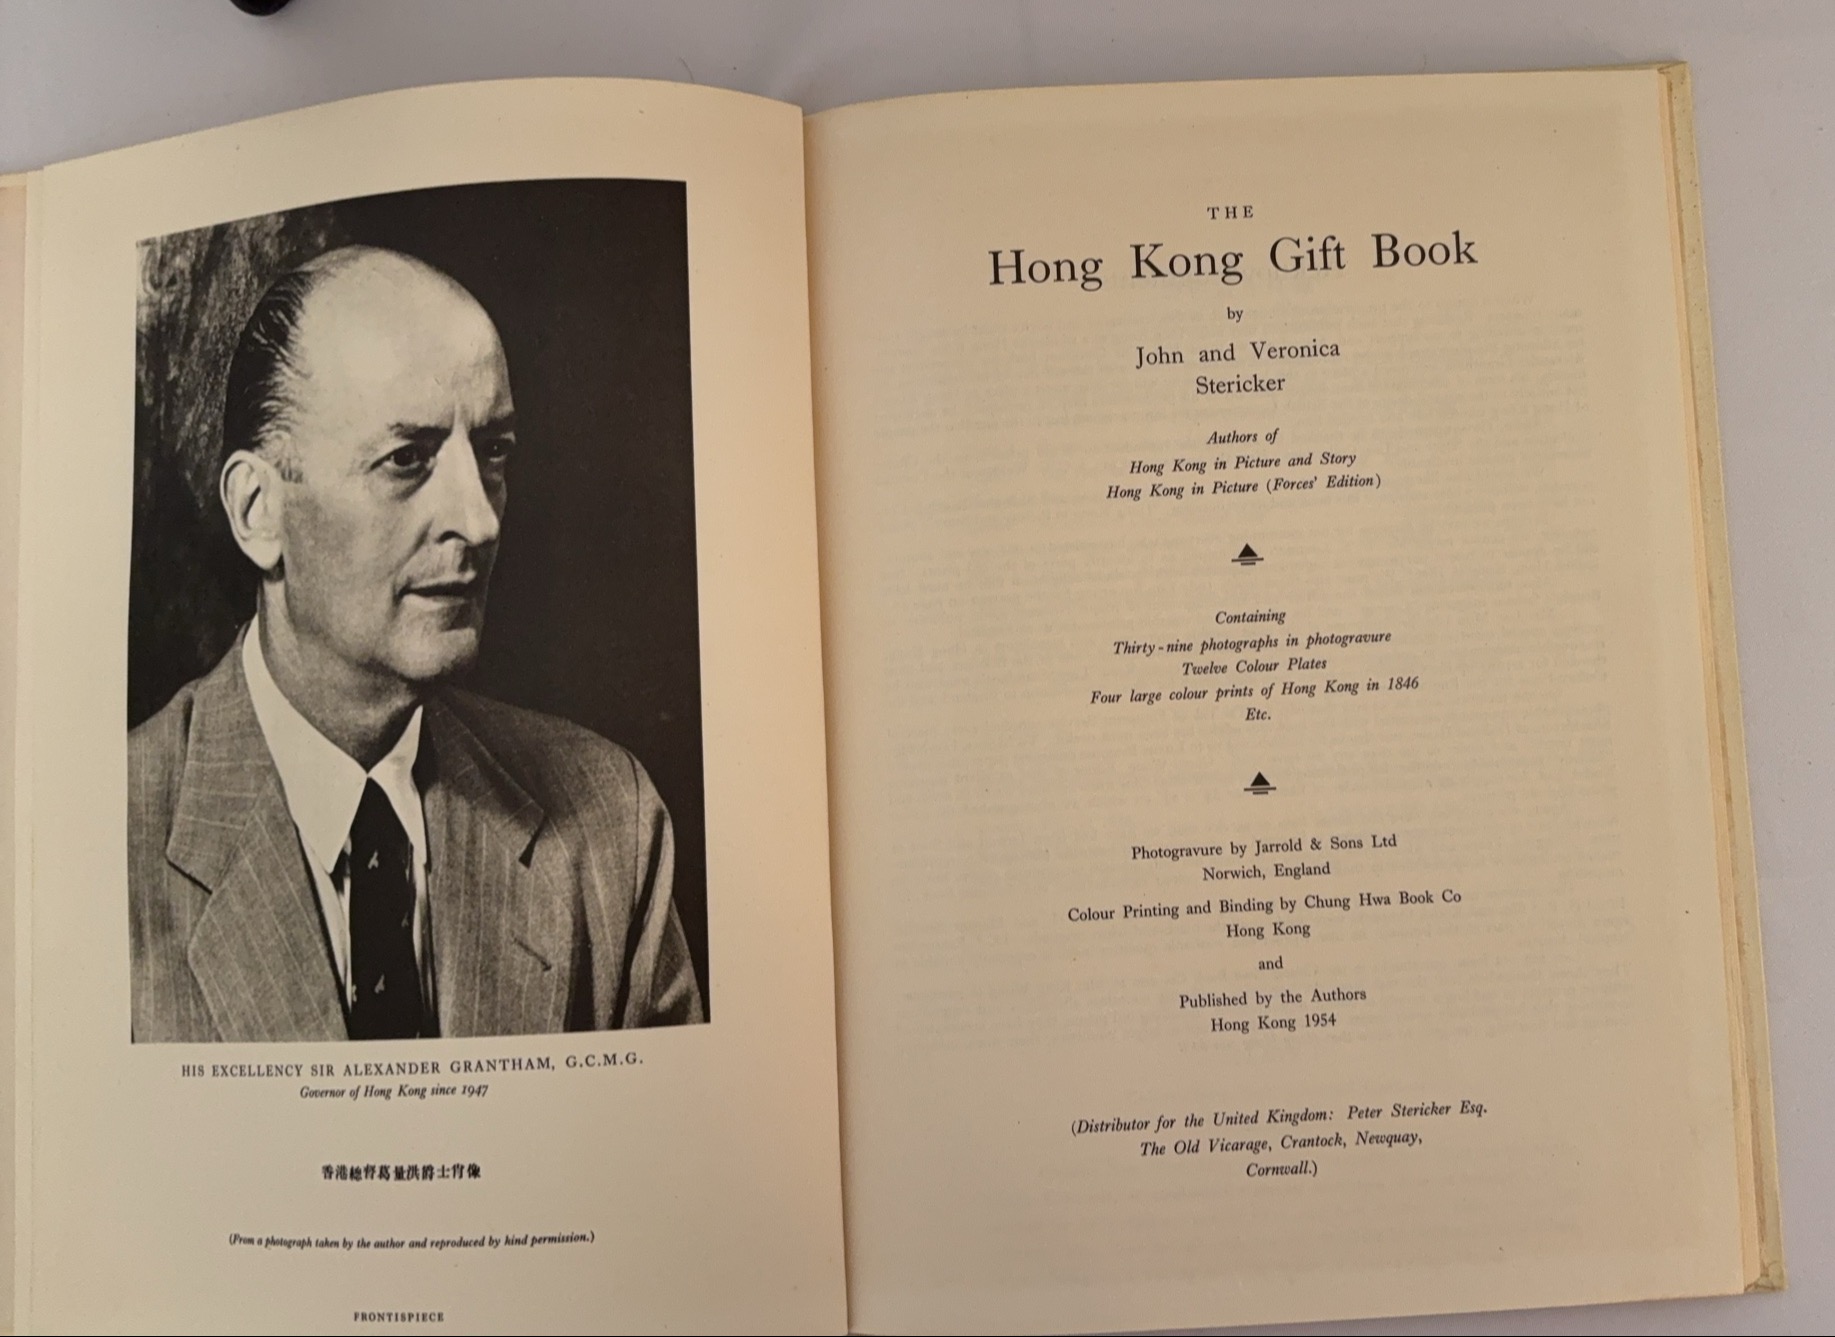 HIS EXCELLENCY SIR ALEXANDER GRANTHAM, G.C.M.G.
Governor of Hong Kong since 1947
香港總督葛量洪爵士肖像
(From a photograph taken by the author and reproduced by kind permission.)
FRONTISPIECE
THE
Hong Kong Gift Book
by
John and Veronica
Stericker
Authors of
Hong Kong in Picture and Story
Hong Kong in Picture (Forces' Edition)
Containing
Thirty-nine photographs in photogravure
Twelve Colour Plates
Four large colour prints of Hong Kong in 1846
Etc.
Photogravure by Jarrold & Sons Ltd
Norwich, England
Colour Printing and Binding by Chung Hwa Book Co
Hong Kong
and
Published by the Authors
Hong Kong 1954
(Distributor for the United Kingdom: Peter Stericker Esq.
The Old Vicarage, Crantock, Newquay,
Cornwall.)